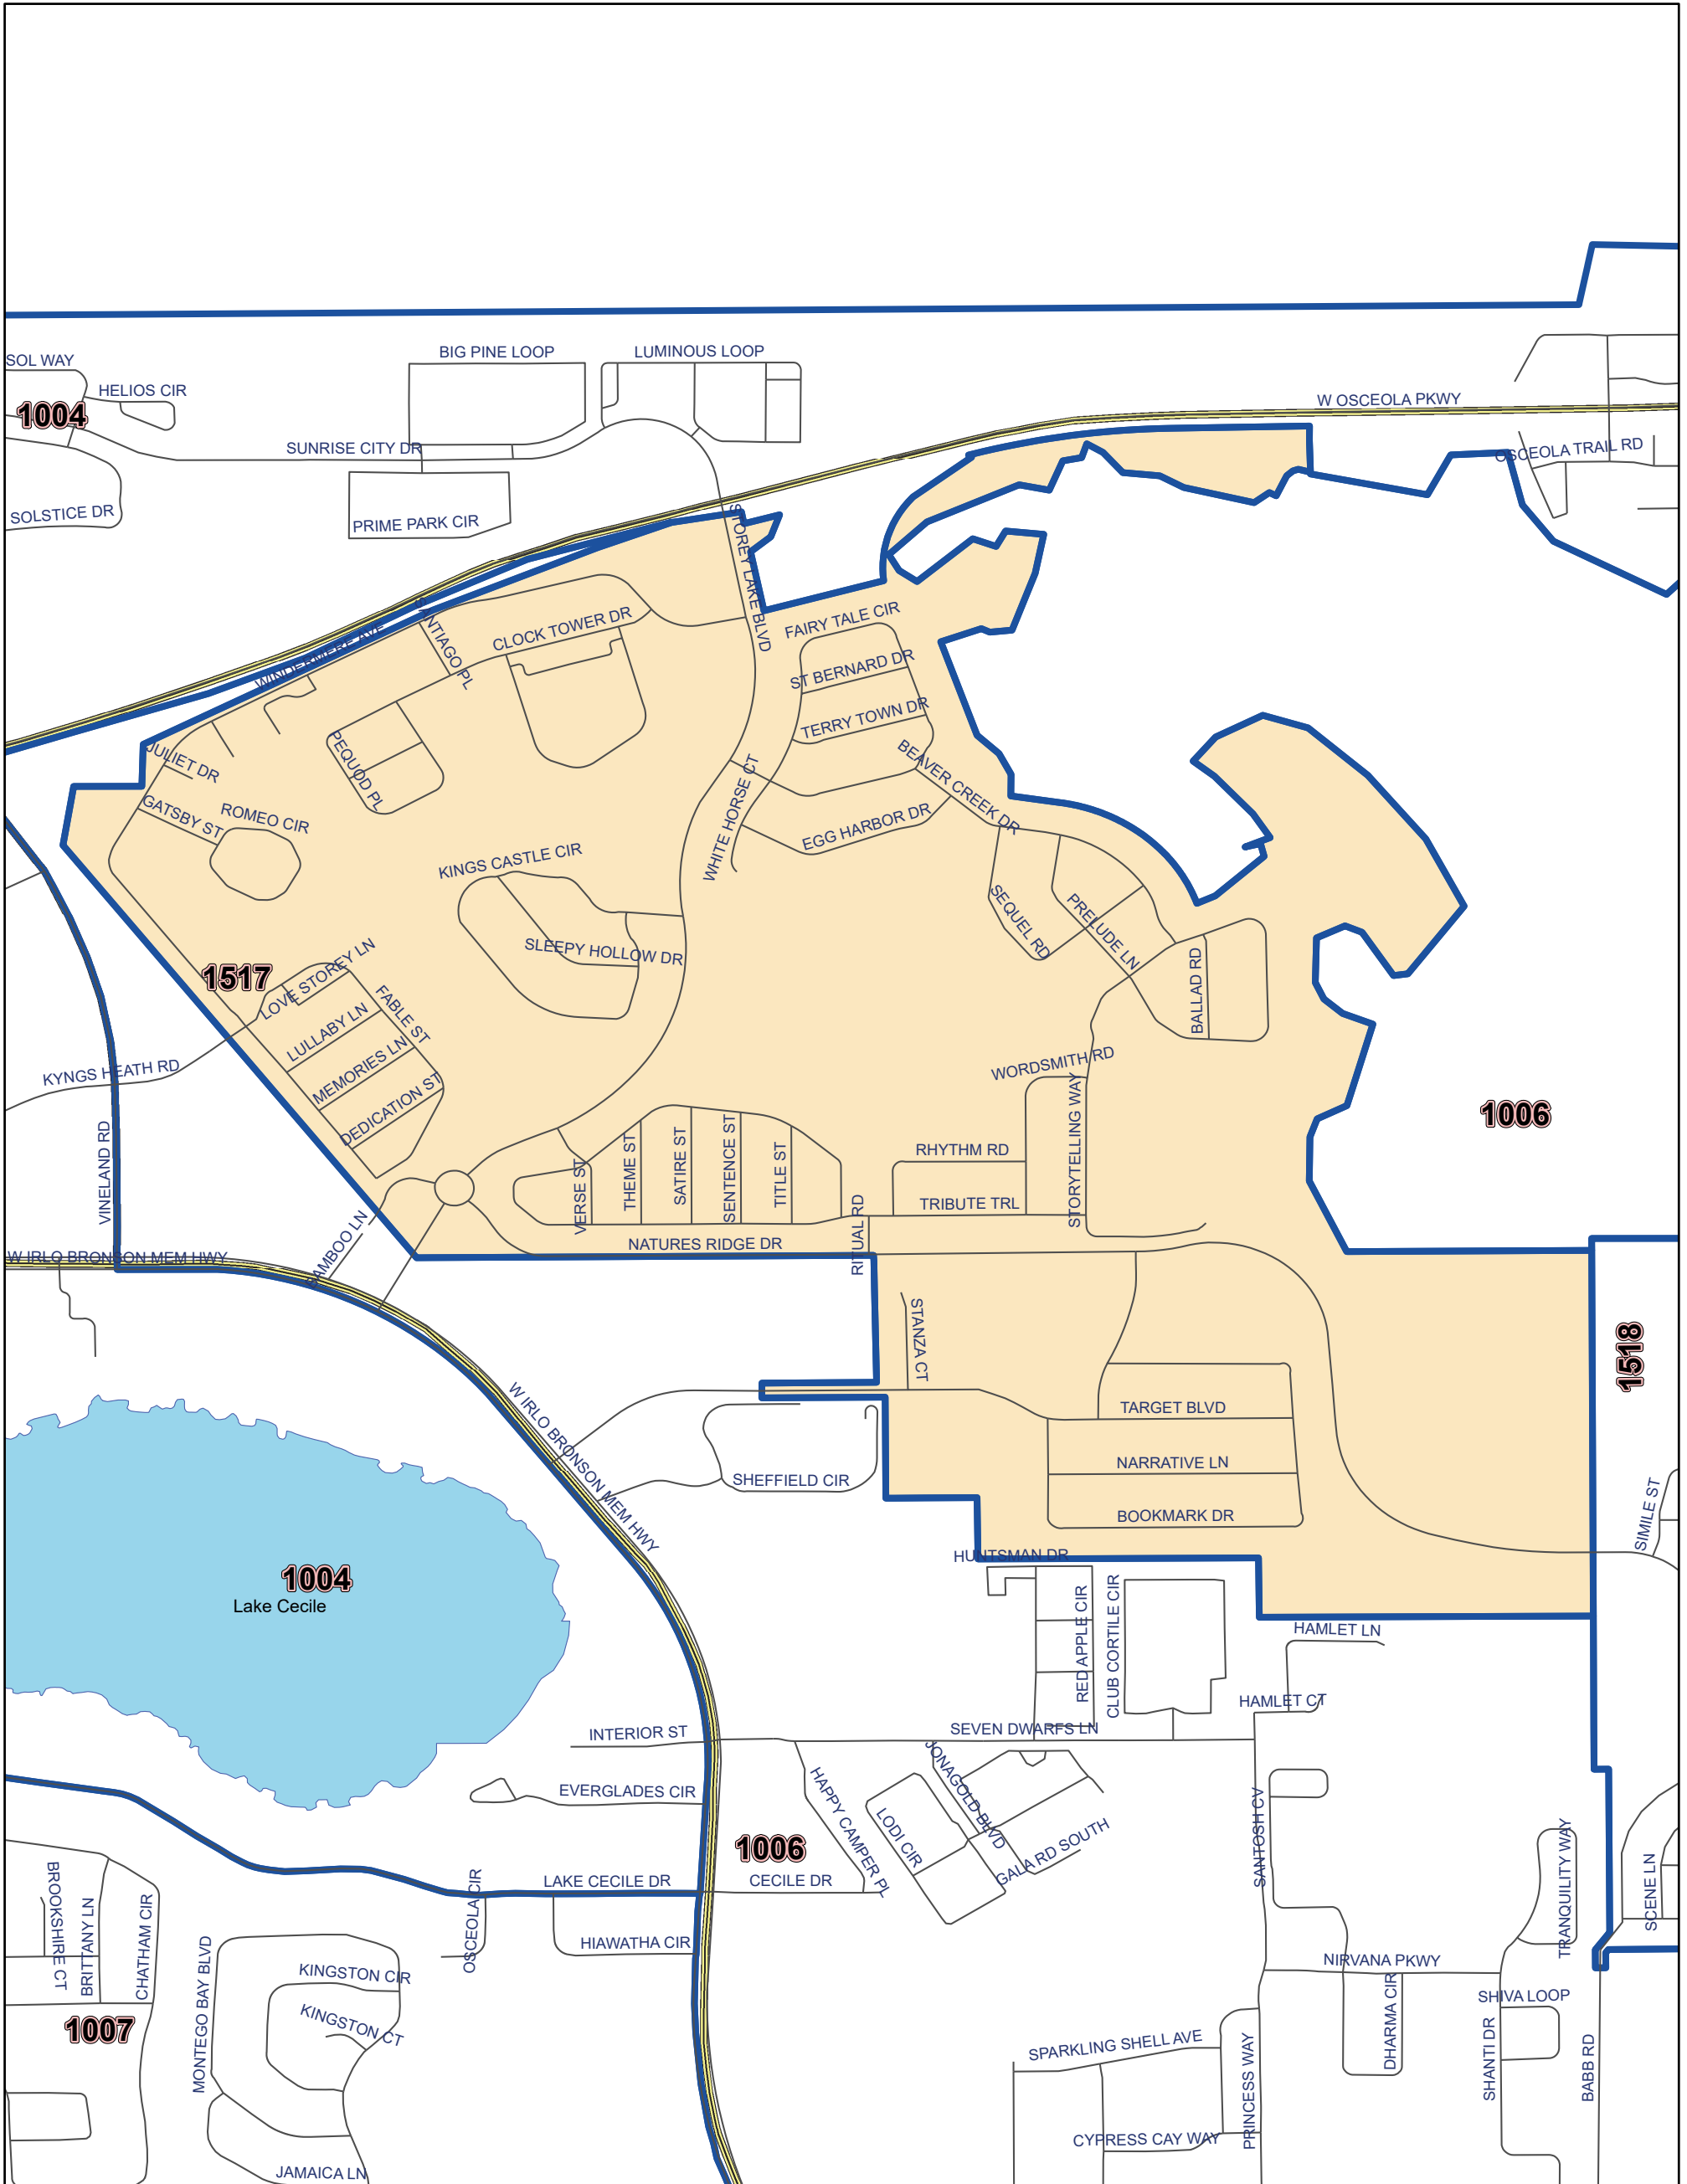 SOL WAY
HELIOS CIR
1004
BIG PINE LOOP
LUMINOUS LOOP
W OSCEOLA PKWY
SUNRISE CITY DR
OSCEOLA TRAIL RD
SOLSTICE DR
PRIME PARK CIR
STOREY LAKE BLVD
SANTIAGO PL
CLOCK TOWER DR
FAIRY TALE CIR
WINDERMERE AVE
ST BERNARD DR
TERRY TOWN DR
JULIET DR
PEQUOD PL
BEAVER CREEK DR
GATSBY ST
ROMEO CIR
WHITE HORSE CT
EGG HARBOR DR
KINGS CASTLE CIR
SEQUEL RD
PRELUDE LN
SLEEPY HOLLOW DR
1517
LOVE STOREY LN
FABLE ST
BALLAD RD
LULLABY LN
MEMORIES LN
DEDICATION ST
KYNGS HEATH RD
WORDSMITH RD
1006
VINELAND RD
VERSE ST
THEME ST
SATIRE ST
SENTENCE ST
TITLE ST
RHYTHM RD
TRIBUTE TRL
STORYTELLING WAY
RITUAL RD
BAMBOO LN
NATURES RIDGE DR
W IRLO BRONSON MEM HWY
STANZA CT
1518
W IRLO BRONSON MEM HWY
TARGET BLVD
NARRATIVE LN
SHEFFIELD CIR
BOOKMARK DR
SIMILE ST
HUNTSMAN DR
1004
Lake Cecile
RED APPLE CIR
CLUB CORTILE CIR
HAMLET LN
HAMLET CT
INTERIOR ST
SEVEN DWARFS LN
EVERGLADES CIR
HAPPY CAMPER PL
JONAGOLD BLVD
LODI CIR
GALA RD SOUTH
SANTOSH CV
1006
TRANQUILITY WAY
SCENE LN
LAKE CECILE DR
CECILE DR
OSCEOLA CIR
HIAWATHA CIR
BROOKSHIRE CT
BRITTANY LN
CHATHAM CIR
MONTEGO BAY BLVD
KINGSTON CIR
KINGSTON CT
NIRVANA PKWY
DHARMA CIR
SHIVA LOOP
SHANTI DR
BABB RD
1007
SPARKLING SHELL AVE
PRINCESS WAY
CYPRESS CAY WAY
JAMAICA LN